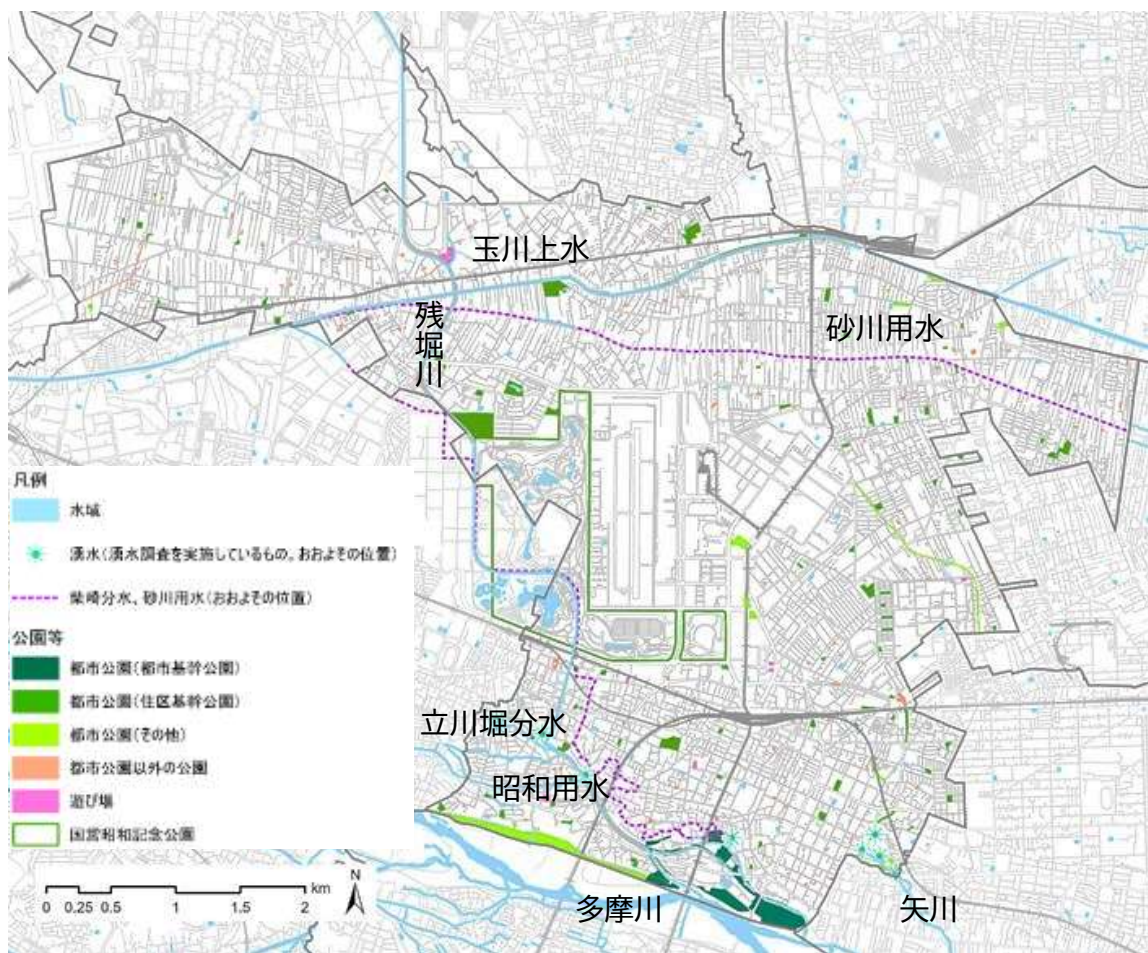 玉川上水
残堀川
砂川用水
凡例
水域
湧水(湧水調査を実施しているもの。おおよその位置)
柴崎分水、砂川用水(おおよその位置)
公園等
都市公園(都市基幹公園)
都市公園(住区基幹公園)
都市公園(その他)
都市公園以外の公園
遊び場
国営昭和記念公園
立川堀分水
昭和用水
多摩川
矢川
km
0 0.25 0.5 1 1.5 2
N